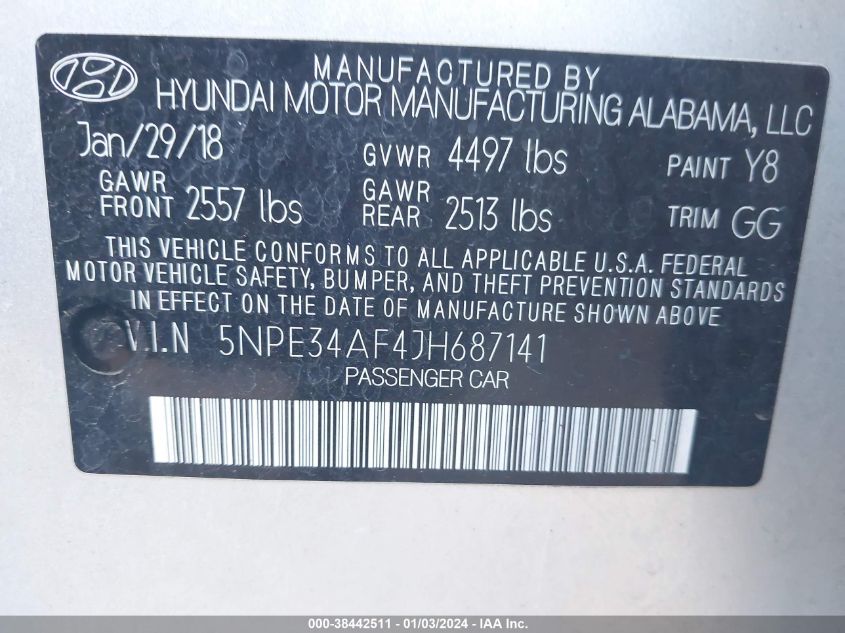 MANUFACTURED BY
HYUNDAI MOTOR MANUFACTURING ALABAMA, LLC
Jan/29/18 GVWR 4497 lbs PAINT Y8
GAWR FRONT 2557 lbs GAWR REAR 2513 lbs TRIM GG
THIS VEHICLE CONFORMS TO ALL APPLICABLE U.S.A. FEDERAL
MOTOR VEHICLE SAFETY, BUMPER, AND THEFT PREVENTION STANDARDS
IN EFFECT ON THE DATE OF MANUFACTURE SHOWN ABOVE
V.I.N 5NPE34AF4JH687141
PASSENGER CAR
000-38442511 - 01/03/2024 - IAA Inc.